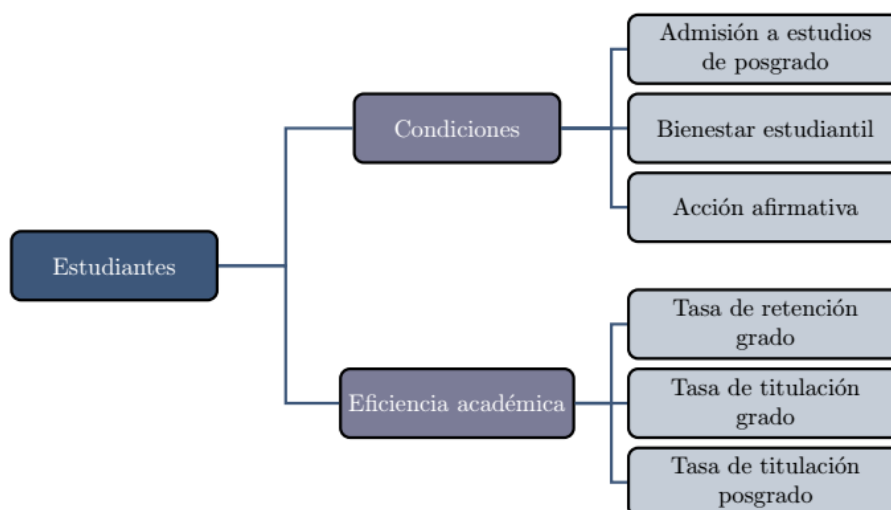 Admisión a estudios
de posgrado
Condiciones
Bienestar estudiantil
Acción afirmativa
Estudiantes
Tasa de retención
grado
Eficiencia académica
Tasa de titulación
grado
Tasa de titulación
posgrado